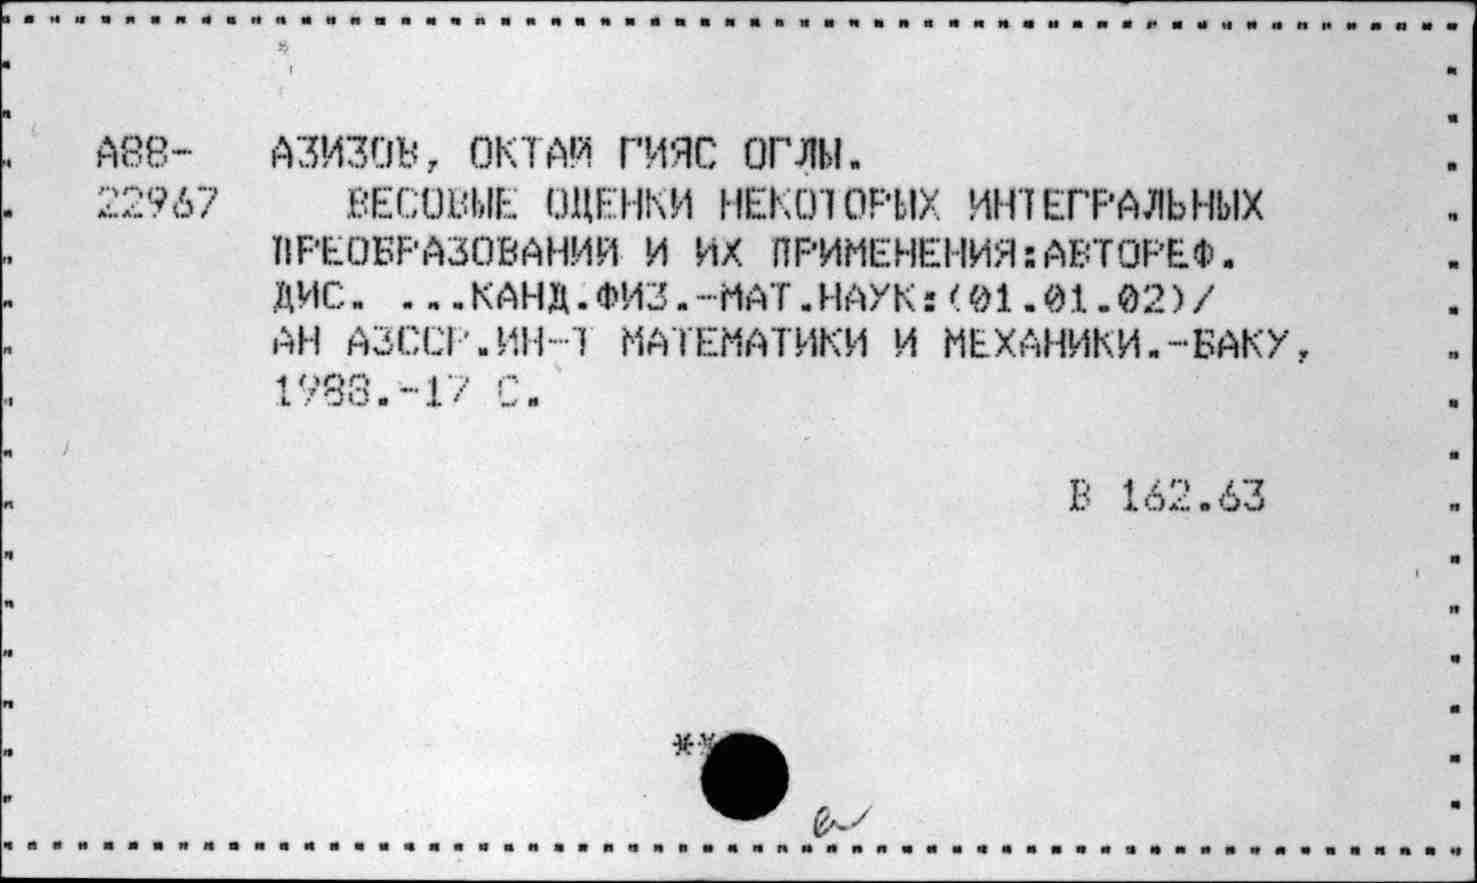 А88- АЗИЗОВ, ОКТАЙ ГИЯС ОГЛЫ.
22967 ВЕСОВЫЕ ОЦЕНКИ НЕКОТОРЫХ ИНТЕГРАЛЬНЫХ
ПРЕОБРАЗОВАНИЙ И ИХ ПРИМЕНЕНИЯ:АВТОРЕФ.
ДИС. ...КАНД.ФИЗ.-МАТ.НАУК:(01.01.02)/
АН АЗССР.ИН-Т МАТЕМАТИКИ И МЕХАНИКИ.-БАКУ,
1988.-17 С.
В 162.63
**